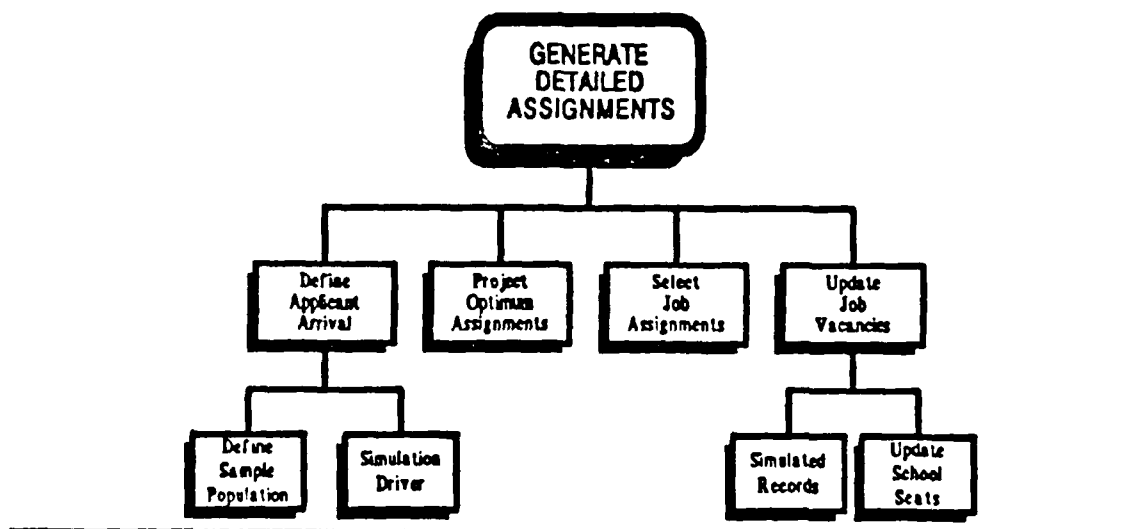 GENERATE
DETAILED
ASSIGNMENTS
Define
Applicant
Arrival
Project
Optimum
Assignments
Select
Job
Assignments
Update
Job
Vacancies
Define
Sample
Population
Simulation
Driver
Simulated
Records
Update
School
Seats